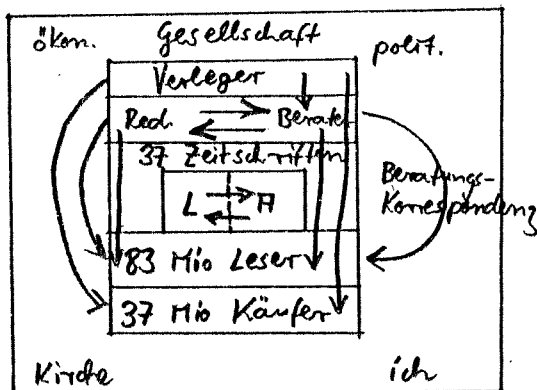 ökon. Gesellschaft polit.
Verleger
Red. Berater
37 Zeitschriften
Beratungs-
Korrespondenz
L A
83 Mio Leser
37 Mio Käufer
Kirche ich